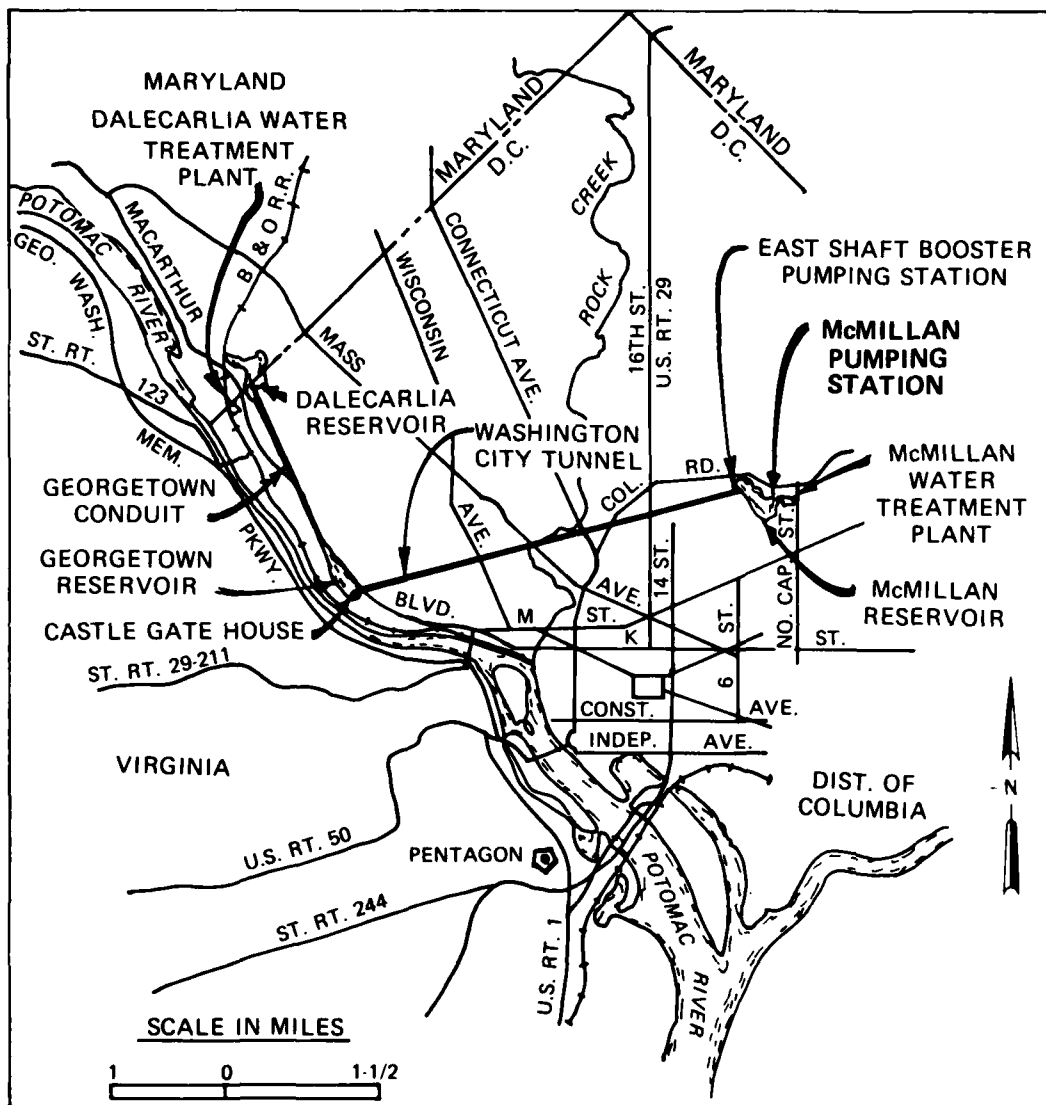 MARYLAND
DALECARLIA WATER
TREATMENT
PLANT
B & O R.R.
MARYLAND
D.C.
MARYLAND
D.C.
POTOMAC
RIVER
MACARTHUR
GEO.
WASH.
MEM.
PKWY.
ST. RT.
123
MASS
WISCONSIN
CONNECTICUT AVE.
ROCK
CREEK
16TH ST.
U.S. RT. 29
EAST SHAFT BOOSTER
PUMPING STATION
McMILLAN
PUMPING
STATION
DALECARLIA
RESERVOIR
WASHINGTON
CITY TUNNEL
COL.
RD.
McMILLAN
WATER
TREATMENT
PLANT
GEORGETOWN
CONDUIT
AVE.
GEORGETOWN
RESERVOIR
CASTLE GATE HOUSE
BLVD.
M
ST.
AVE.
14 ST.
K
ST.
6
ST.
NO. CAP. ST.
McMILLAN
RESERVOIR
ST. RT. 29-211
CONST.
AVE.
INDEP.
AVE.
VIRGINIA
DIST. OF
COLUMBIA
N
U.S. RT. 50
PENTAGON
ST. RT. 244
U.S. RT. 1
POTOMAC
RIVER
SCALE IN MILES
1 0 1-1/2